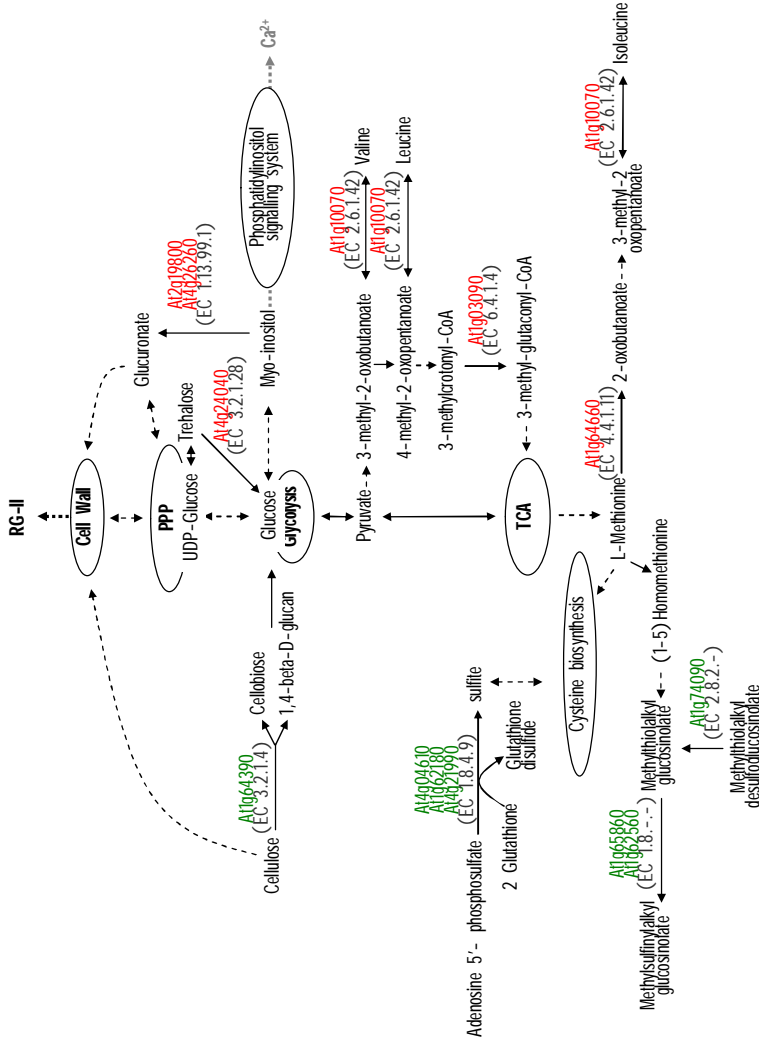 RG-II
Cell Wall
Glucuronate
At2g19800
At4g26260
(EC 1.13.99.1)
PPP
UDP-Glucose
Trehalose
At4g24040
(EC 3.2.1.28)
Cellulose
At1g64390
(EC 3.2.1.4)
Cellobiose
1,4-beta-D-glucan
Glucose
Glycolysis
Myo-inositol
Phosphatidylinositol
signalling system
Ca²⁺
Pyruvate
3-methyl-2-oxobutanoate
At1g10070
(EC 2.6.1.42)
Valine
4-methyl-2-oxopentanoate
At1g10070
(EC 2.6.1.42)
Leucine
3-methylcrotonyl-CoA
At1g03090
(EC 6.4.1.4)
3-methyl-glutaconyl-CoA
Adenosine 5'- phosphosulfate
At4g04610
At1g62180
At4g21990
(EC 1.8.4.9)
sulfite
2 Glutathione
Glutathione
disulfide
TCA
Cysteine biosynthesis
L-Methionine
At1g64660
(EC 4.4.1.11)
2-oxobutanoate
3-methyl-2
oxopentanoate
At1g10070
(EC 2.6.1.42)
Isoleucine
Methylsulfinylalkyl
glucosinolate
At1g65860
At1g62560
(EC 1.8.-.-)
Methylthiolalkyl
glucosinolate
(1-5)Homomethionine
At1g74090
(EC 2.8.2.-)
Methylthiolalkyl
desulfoglucosinolate